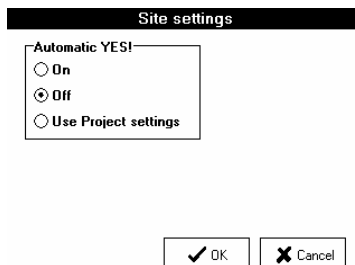 Site settings
Automatic YES!
On
Off
Use Project settings
OK Cancel